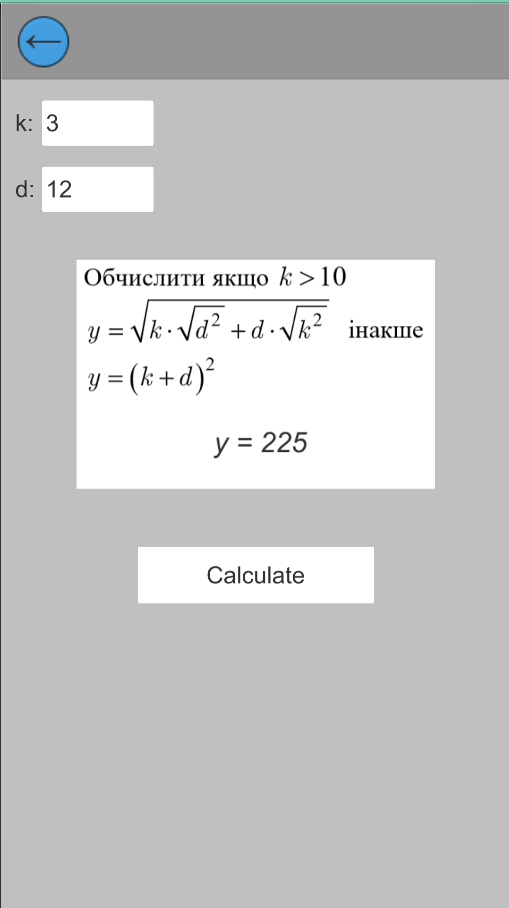 k: 3
d: 12
Обчислити якщо k > 10
y = √(k · √(d²) + d · √(k²)) інакше
y = (k + d)²
y = 225
Calculate